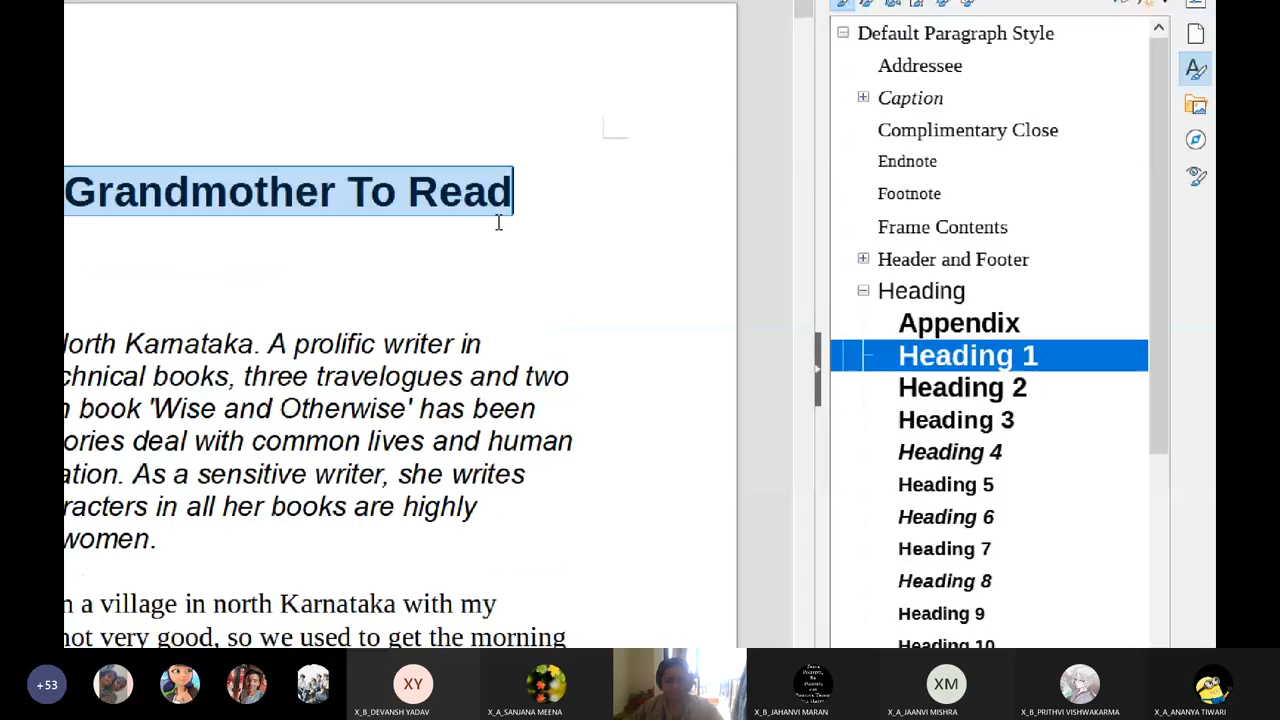 Grandmother To Read
North Karnataka. A prolific writer in
chnical books, three travelogues and two
book 'Wise and Otherwise' has been
ories deal with common lives and human
ation. As a sensitive writer, she writes
racters in all her books are highly
women.
a village in north Karnataka with my
not very good, so we used to get the morning
Default Paragraph Style
Addressee
Caption
Complimentary Close
Endnote
Footnote
Frame Contents
Header and Footer
Heading
Appendix
Heading 1
Heading 2
Heading 3
Heading 4
Heading 5
Heading 6
Heading 7
Heading 8
Heading 9
Heading 10
+53
XY
XM
X_B_DEVANSH YADAV
X_A_SANJANA MEENA
X_B_JAHANVI MARAN
X_A_JAANVI MISHRA
X_B_PRITHVI VISHWAKARMA
X_A_ANANYA TIWARI